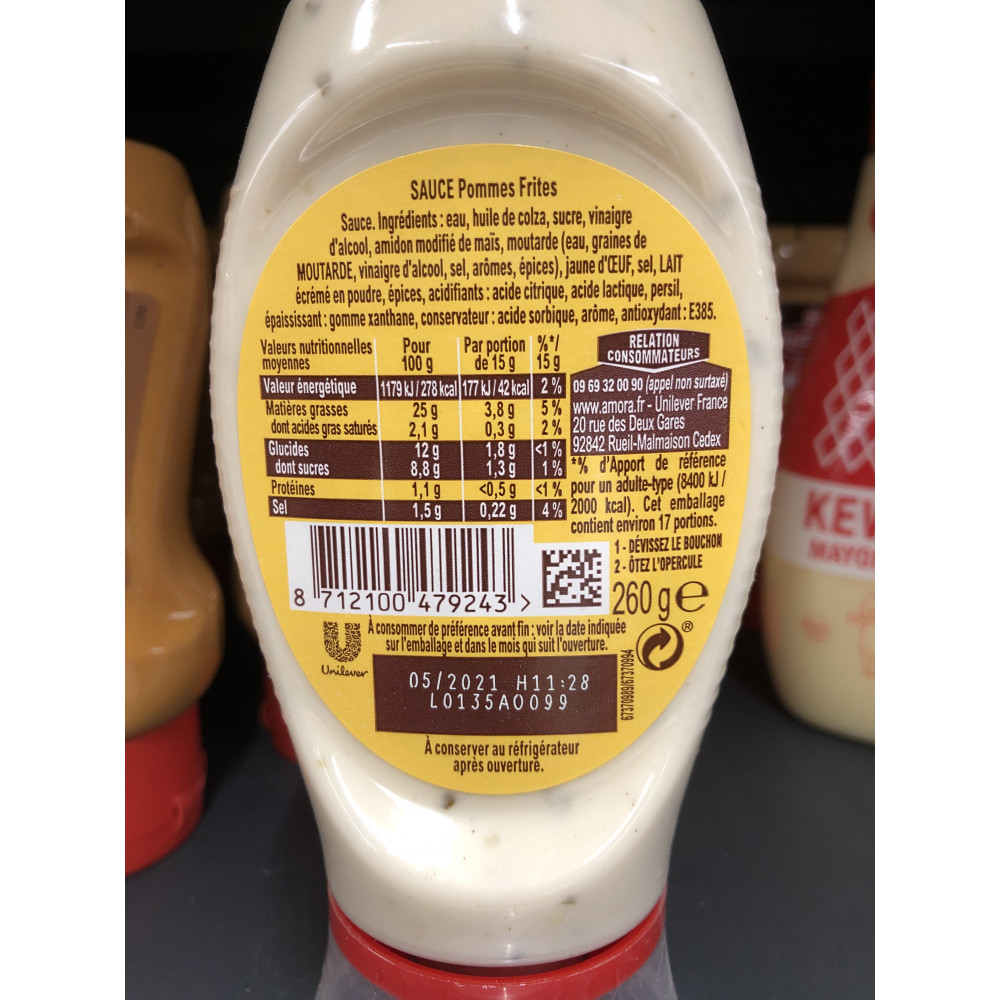 SAUCE Pommes Frites
Sauce. Ingrédients : eau, huile de colza, sucre, vinaigre
d'alcool, amidon modifié de maïs, moutarde (eau, graines de
MOUTARDE, vinaigre d'alcool, sel, arômes, épices), jaune d'ŒUF, sel, LAIT
écrémé en poudre, épices, acidifiants : acide citrique, acide lactique, persil,
épaississant : gomme xanthane, conservateur : acide sorbique, arôme, antioxydant : E385.
Valeurs nutritionnelles moyennes Pour 100 g Par portion de 15 g %*/ 15 g
Valeur énergétique 1179 kJ / 278 kcal 177 kJ / 42 kcal 2 %
Matières grasses 25 g 3,8 g 5 %
dont acides gras saturés 2,1 g 0,3 g 2 %
Glucides 12 g 1,8 g <1 %
dont sucres 8,8 g 1,3 g 1 %
Protéines 1,1 g <0,5 g <1 %
Sel 1,5 g 0,22 g 4 %
RELATION
CONSOMMATEURS
09 69 32 00 90 (appel non surtaxé)
www.amora.fr - Unilever France
20 rue des Deux Gares
92842 Rueil-Malmaison Cedex
*% d'Apport de référence
pour un adulte-type (8400 kJ /
2000 kcal). Cet emballage
contient environ 17 portions.
1 - DÉVISSEZ LE BOUCHON
2 - ÔTEZ L'OPERCULE
8 712100 479243 >
260 g e
À consommer de préférence avant fin : voir la date indiquée
sur l'emballage et dans le mois qui suit l'ouverture.
Unilever
05/2021 H11:28
L0135A0099
67370989/67370994
À conserver au réfrigérateur
après ouverture.
KEW
MAYO